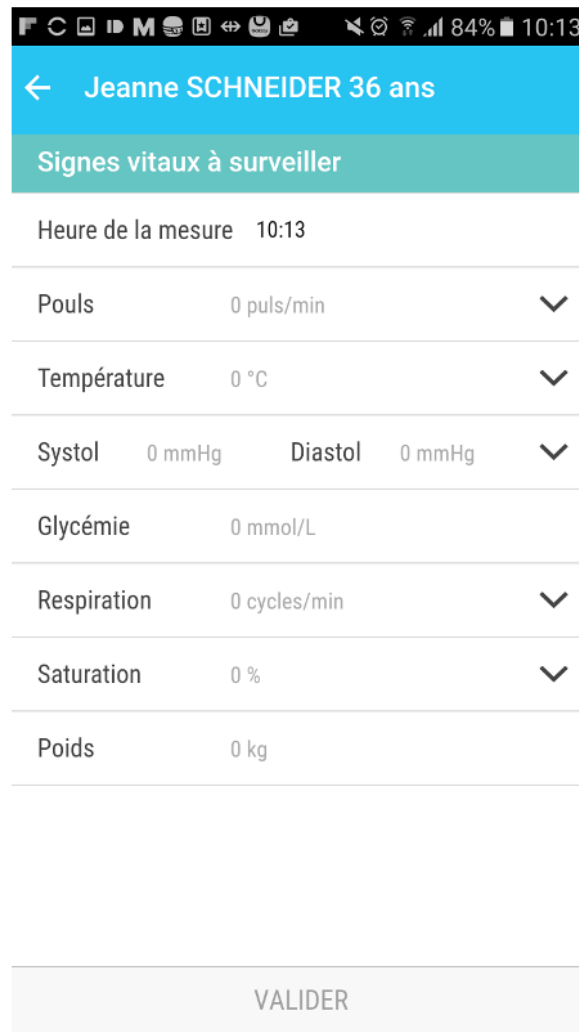 84% 10:13
Jeanne SCHNEIDER 36 ans
Signes vitaux à surveiller
Heure de la mesure 10:13
Pouls 0 puls/min
Température 0 °C
Systol 0 mmHg Diastol 0 mmHg
Glycémie 0 mmol/L
Respiration 0 cycles/min
Saturation 0 %
Poids 0 kg
VALIDER